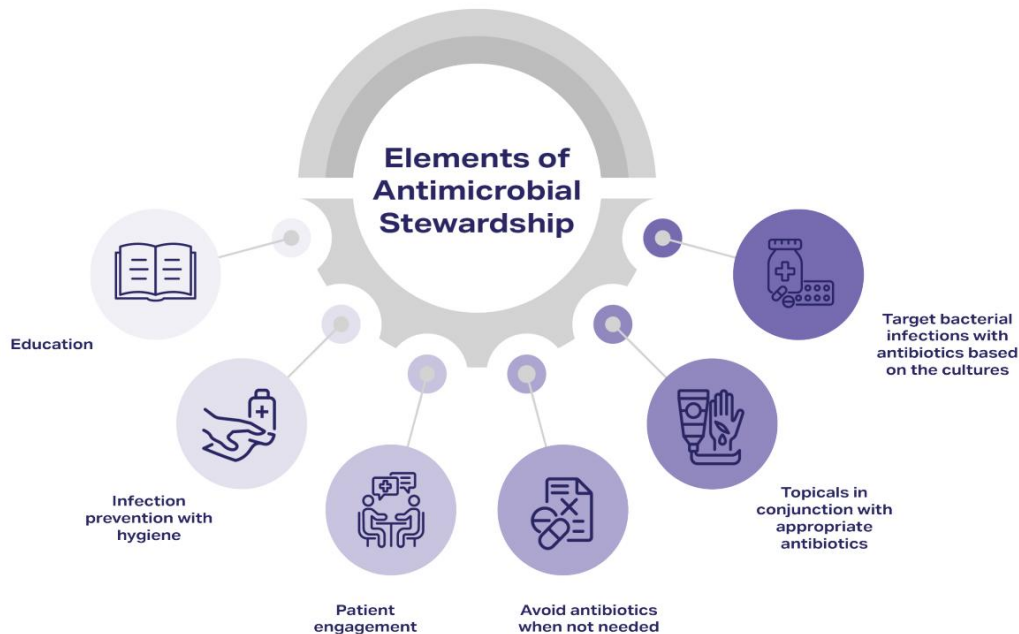 Elements of
Antimicrobial
Stewardship
Education
Infection
prevention with
hygiene
Patient
engagement
Avoid antibiotics
when not needed
Topicals in
conjunction with
appropriate
antibiotics
Target bacterial
infections with
antibiotics based
on the cultures